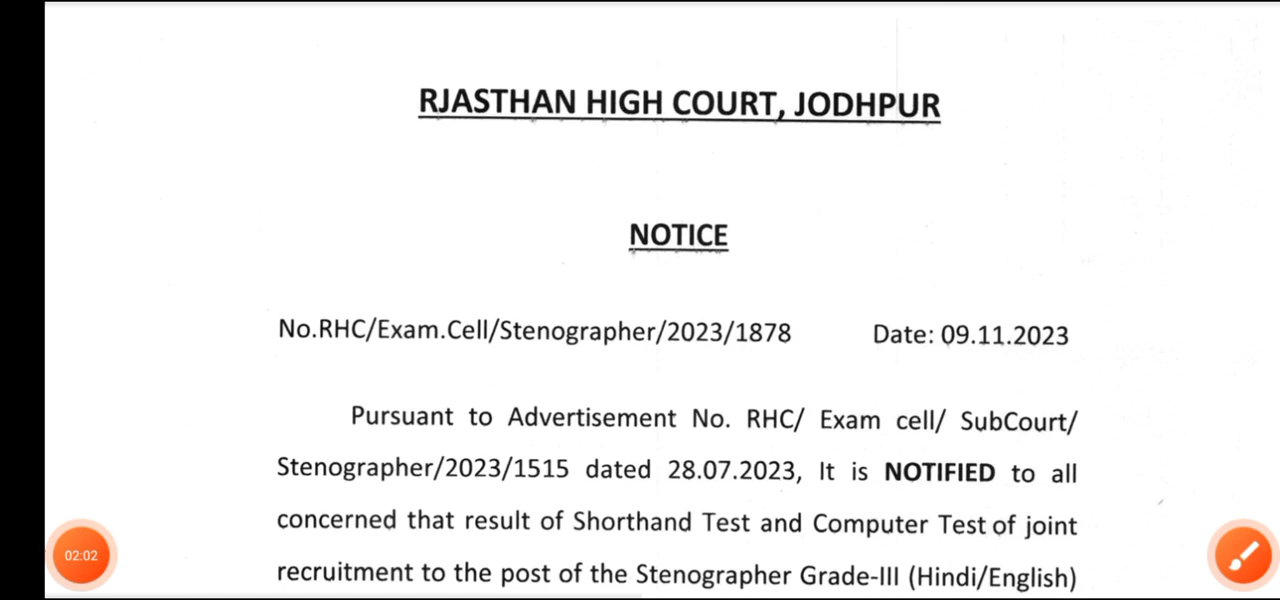 RJASTHAN HIGH COURT, JODHPUR
NOTICE
No.RHC/Exam.Cell/Stenographer/2023/1878 Date: 09.11.2023
Pursuant to Advertisement No. RHC/ Exam cell/ SubCourt/
Stenographer/2023/1515 dated 28.07.2023, It is NOTIFIED to all
concerned that result of Shorthand Test and Computer Test of joint
recruitment to the post of the Stenographer Grade-III (Hindi/English)
02:02